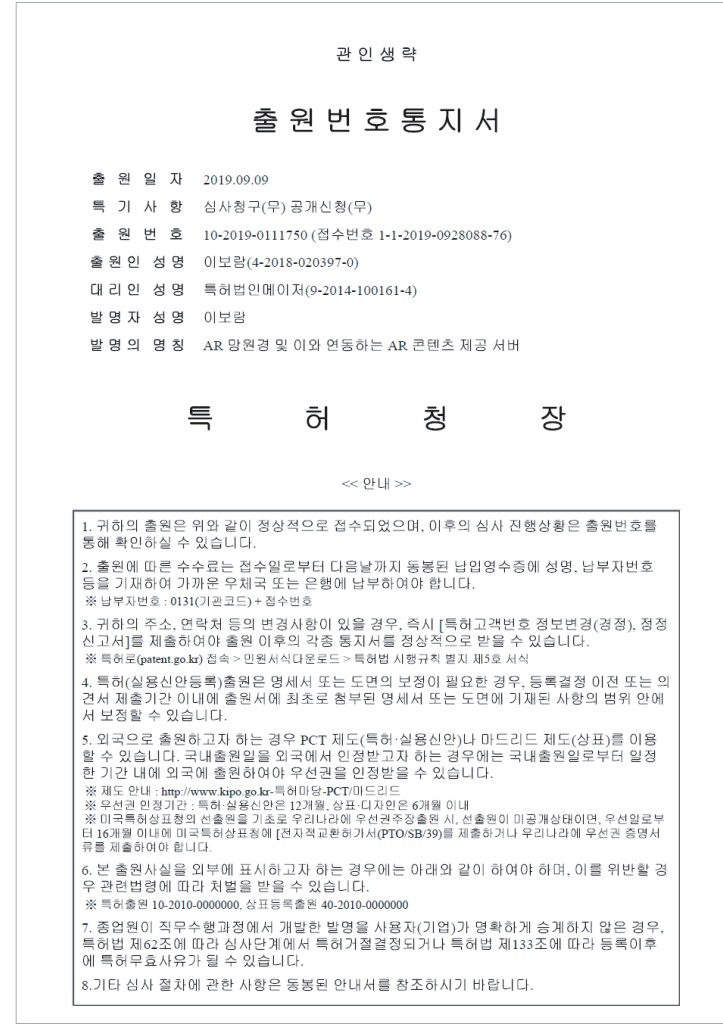 관 인 생 략
출 원 번 호 통 지 서
출 원 일 자 2019.09.09
특 기 사 항 심사청구(무) 공개신청(무)
출 원 번 호 10-2019-0111750 (접수번호 1-1-2019-0928088-76)
출 원 인 성 명 이보람(4-2018-020397-0)
대 리 인 성 명 특허법인메이저(9-2014-100161-4)
발 명 자 성 명 이보람
발 명 의 명 칭 AR 망원경 및 이와 연동하는 AR 콘텐츠 제공 서버
특 허 청 장
<< 안내 >>
1. 귀하의 출원은 위와 같이 정상적으로 접수되었으며, 이후의 심사 진행상황은 출원번호를
통해 확인하실 수 있습니다.
2. 출원에 따른 수수료는 접수일로부터 다음날까지 동봉된 납입영수증에 성명, 납부자번호
등을 기재하여 가까운 우체국 또는 은행에 납부하여야 합니다.
※ 납부자번호 : 0131(기관코드) + 접수번호
3. 귀하의 주소, 연락처 등의 변경사항이 있을 경우, 즉시 [특허고객번호 정보변경(경정), 정정
신고서]를 제출하여야 출원 이후의 각종 통지서를 정상적으로 받을 수 있습니다.
※ 특허로(patent.go.kr) 접속 > 민원서식다운로드 > 특허법 시행규칙 별지 제5호 서식
4. 특허(실용신안등록)출원은 명세서 또는 도면의 보정이 필요한 경우, 등록결정 이전 또는 의
견서 제출기간 이내에 출원서에 최초로 첨부된 명세서 또는 도면에 기재된 사항의 범위 안에
서 보정할 수 있습니다.
5. 외국으로 출원하고자 하는 경우 PCT 제도(특허·실용신안)나 마드리드 제도(상표)를 이용
할 수 있습니다. 국내출원일을 외국에서 인정받고자 하는 경우에는 국내출원일로부터 일정
한 기간 내에 외국에 출원하여야 우선권을 인정받을 수 있습니다.
※ 제도 안내 : http://www.kipo.go.kr-특허마당-PCT/마드리드
※ 우선권 인정기간 : 특허·실용신안은 12개월, 상표·디자인은 6개월 이내
※ 미국특허상표청의 선출원을 기초로 우리나라에 우선권주장출원 시, 선출원이 미공개상태이면, 우선일로부
터 16개월 이내에 미국특허상표청에 [전자적교환허가서(PTO/SB/39)를 제출하거나 우리나라에 우선권 증명서
류를 제출하여야 합니다.
6. 본 출원사실을 외부에 표시하고자 하는 경우에는 아래와 같이 하여야 하며, 이를 위반할 경
우 관련법령에 따라 처벌을 받을 수 있습니다.
※ 특허출원 10-2010-0000000, 상표등록출원 40-2010-0000000
7. 종업원이 직무수행과정에서 개발한 발명을 사용자(기업)가 명확하게 승계하지 않은 경우,
특허법 제62조에 따라 심사단계에서 특허거절결정되거나 특허법 제133조에 따라 등록이후
에 특허무효사유가 될 수 있습니다.
8.기타 심사 절차에 관한 사항은 동봉된 안내서를 참조하시기 바랍니다.